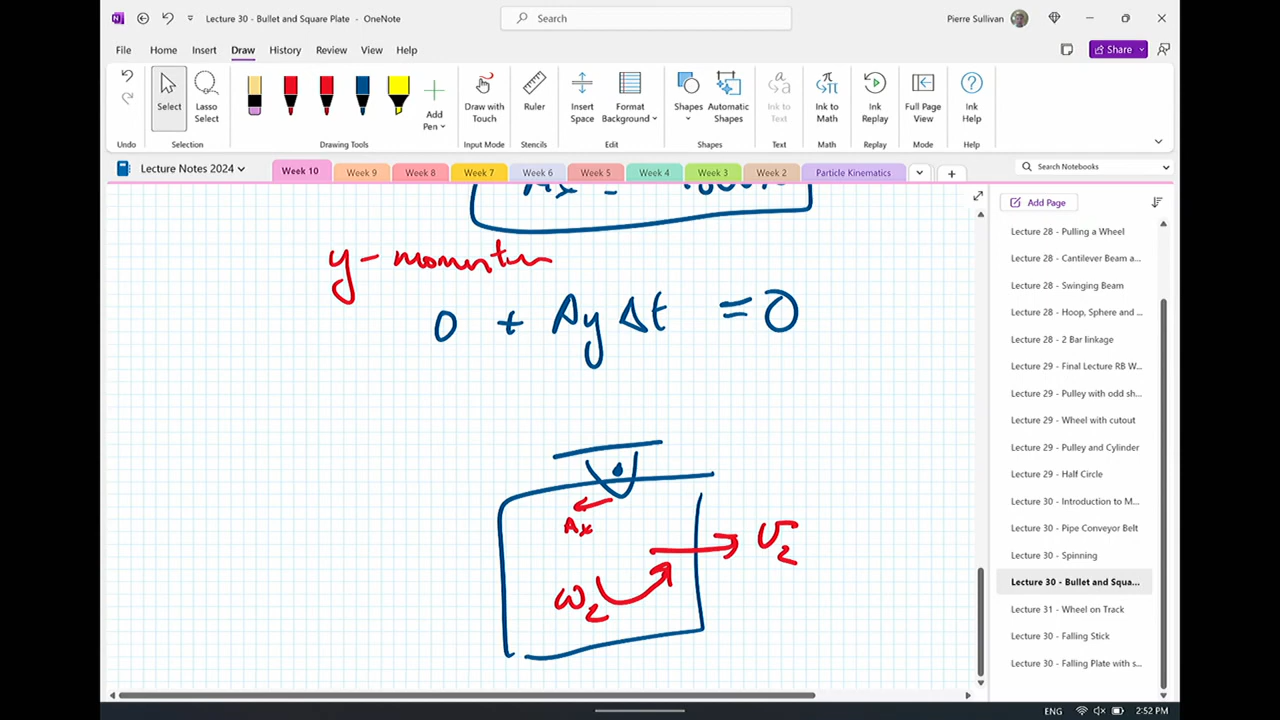 Lecture 30 - Bullet and Square Plate - OneNote
Search
Pierre Sullivan
File Home Insert Draw History Review View Help
Share
Select
Lasso Select
Add Pen
Draw with Touch
Ruler
Insert Space
Format Background
Shapes
Automatic Shapes
Ink to Text
Ink to Math
Ink Replay
Full Page View
Ink Help
Undo Selection Drawing Tools Input Mode Stencils Edit Shapes Text Math Replay Mode Help
Lecture Notes 2024
Week 10 Week 9 Week 8 Week 7 Week 6 Week 5 Week 4 Week 3 Week 2 Particle Kinematics
Search Notebooks
Add Page
y - momentum
0 + Ay Δt = 0
Ax
υ2
ω2
Lecture 28 - Pulling a Wheel
Lecture 28 - Cantilever Beam a...
Lecture 28 - Swinging Beam
Lecture 28 - Hoop, Sphere and ...
Lecture 28 - 2 Bar linkage
Lecture 29 - Final Lecture RB W...
Lecture 29 - Pulley with odd sh...
Lecture 29 - Wheel with cutout
Lecture 29 - Pulley and Cylinder
Lecture 29 - Half Circle
Lecture 30 - Introduction to M...
Lecture 30 - Pipe Conveyor Belt
Lecture 30 - Spinning
Lecture 30 - Bullet and Squa...
Lecture 31 - Wheel on Track
Lecture 30 - Falling Stick
Lecture 30 - Falling Plate with s...
ENG
2:52 PM